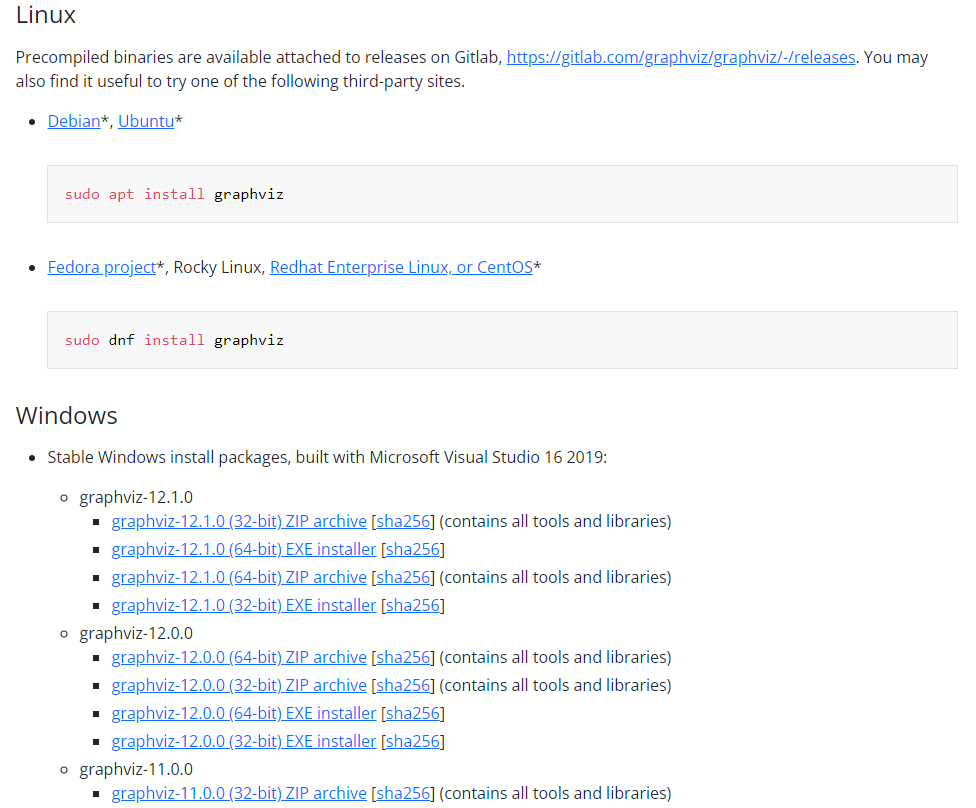 Linux
Precompiled binaries are available attached to releases on Gitlab, https://gitlab.com/graphviz/graphviz/-/releases. You may
also find it useful to try one of the following third-party sites.
• Debian*, Ubuntu*
sudo apt install graphviz
• Fedora project*, Rocky Linux, Redhat Enterprise Linux, or CentOS*
sudo dnf install graphviz
Windows
• Stable Windows install packages, built with Microsoft Visual Studio 16 2019:
◦ graphviz-12.1.0
▪ graphviz-12.1.0 (32-bit) ZIP archive [sha256] (contains all tools and libraries)
▪ graphviz-12.1.0 (64-bit) EXE installer [sha256]
▪ graphviz-12.1.0 (64-bit) ZIP archive [sha256] (contains all tools and libraries)
▪ graphviz-12.1.0 (32-bit) EXE installer [sha256]
◦ graphviz-12.0.0
▪ graphviz-12.0.0 (64-bit) ZIP archive [sha256] (contains all tools and libraries)
▪ graphviz-12.0.0 (32-bit) ZIP archive [sha256] (contains all tools and libraries)
▪ graphviz-12.0.0 (64-bit) EXE installer [sha256]
▪ graphviz-12.0.0 (32-bit) EXE installer [sha256]
◦ graphviz-11.0.0
▪ graphviz-11.0.0 (32-bit) ZIP archive [sha256] (contains all tools and libraries)